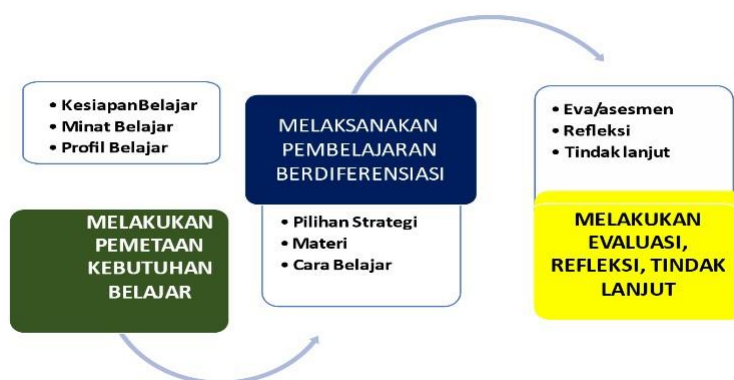 • KesiapanBelajar
• Minat Belajar
• Profil Belajar
MELAKUKAN
PEMETAAN
KEBUTUHAN
BELAJAR
MELAKSANAKAN
PEMBELAJARAN
BERDIFERENSIASI
• Pilihan Strategi
• Materi
• Cara Belajar
• Eva/asesmen
• Refleksi
• Tindak lanjut
MELAKUKAN
EVALUASI,
REFLEKSI, TINDAK
LANJUT